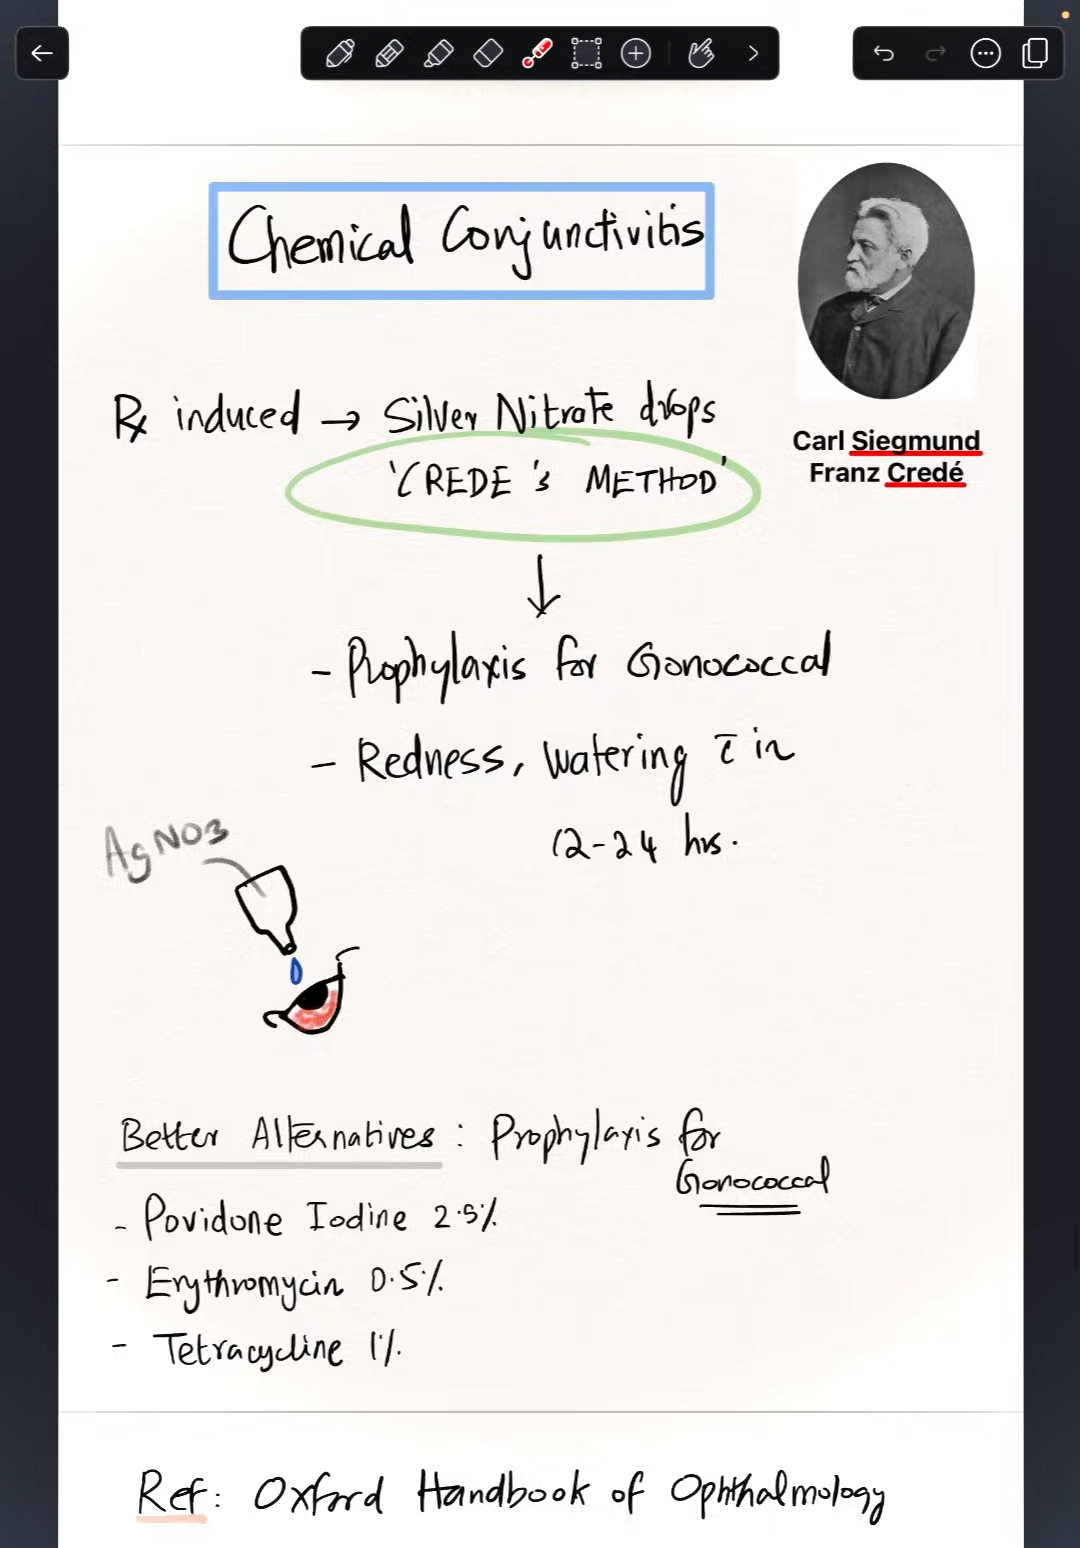 Chemical Conjunctivitis
Carl Siegmund
Franz Credé
Rx induced → Silver Nitrate drops
'CREDE's METHOD'
↓
- Prophylaxis for Gonococcal
- Redness, watering c̄ in
12-24 hrs.
AgNO3
Better Alternatives : Prophylaxis for
Gonococcal
- Povidone Iodine 2.5%
- Erythromycin 0.5%
- Tetracycline 1%
Ref: Oxford Handbook of Ophthalmology